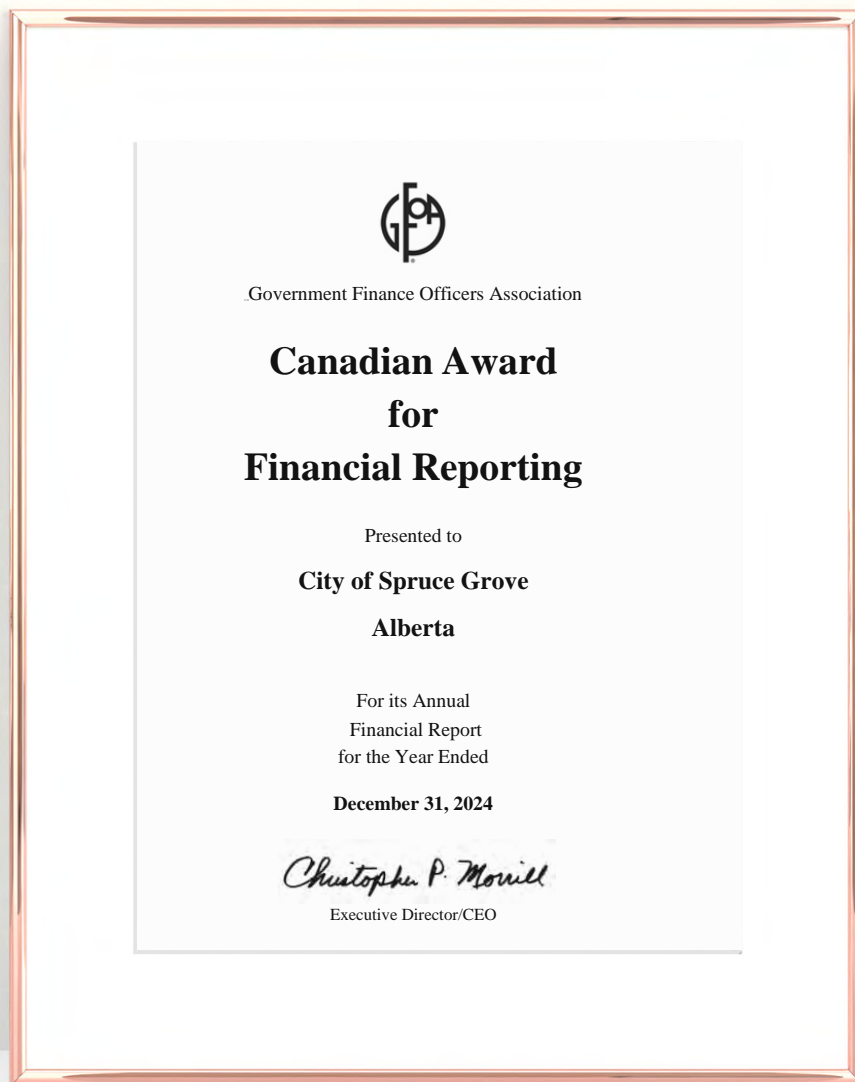 GFOA
Government Finance Officers Association
Canadian Award
for
Financial Reporting
Presented to
City of Spruce Grove
Alberta
For its Annual
Financial Report
for the Year Ended
December 31, 2024
Christopher P. Morrill
Executive Director/CEO